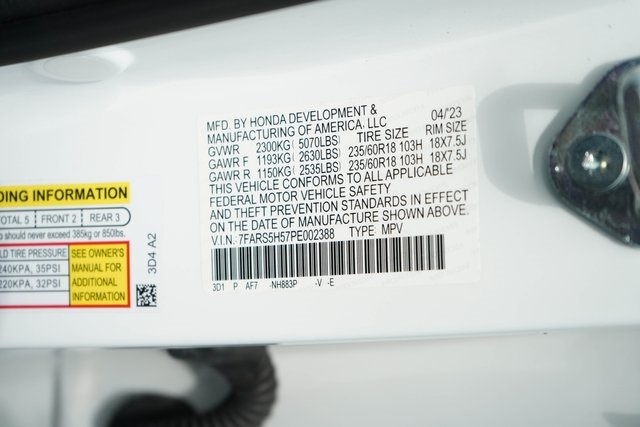 MFD. BY HONDA DEVELOPMENT &
MANUFACTURING OF AMERICA, LLC 04/'23
GVWR 2300KG( 5070LBS) TIRE SIZE RIM SIZE
GAWR F 1193KG( 2630LBS) 235/60R18 103H 18X7.5J
GAWR R 1150KG( 2535LBS) 235/60R18 103H 18X7.5J
THIS VEHICLE CONFORMS TO ALL APPLICABLE
FEDERAL MOTOR VEHICLE SAFETY
AND THEFT PREVENTION STANDARDS IN EFFECT
ON THE DATE OF MANUFACTURE SHOWN ABOVE.
V.I.N.: 7FARS5H57PE002388 TYPE: MPV
3D1 P AF7 -NH883P -V -E
DING INFORMATION
TOTAL 5 FRONT 2 REAR 3
should never exceed 385kg or 850lbs.
240KPA, 35PSI
220KPA, 32PSI
SEE OWNER'S
MANUAL FOR
ADDITIONAL
INFORMATION
3D4 A2